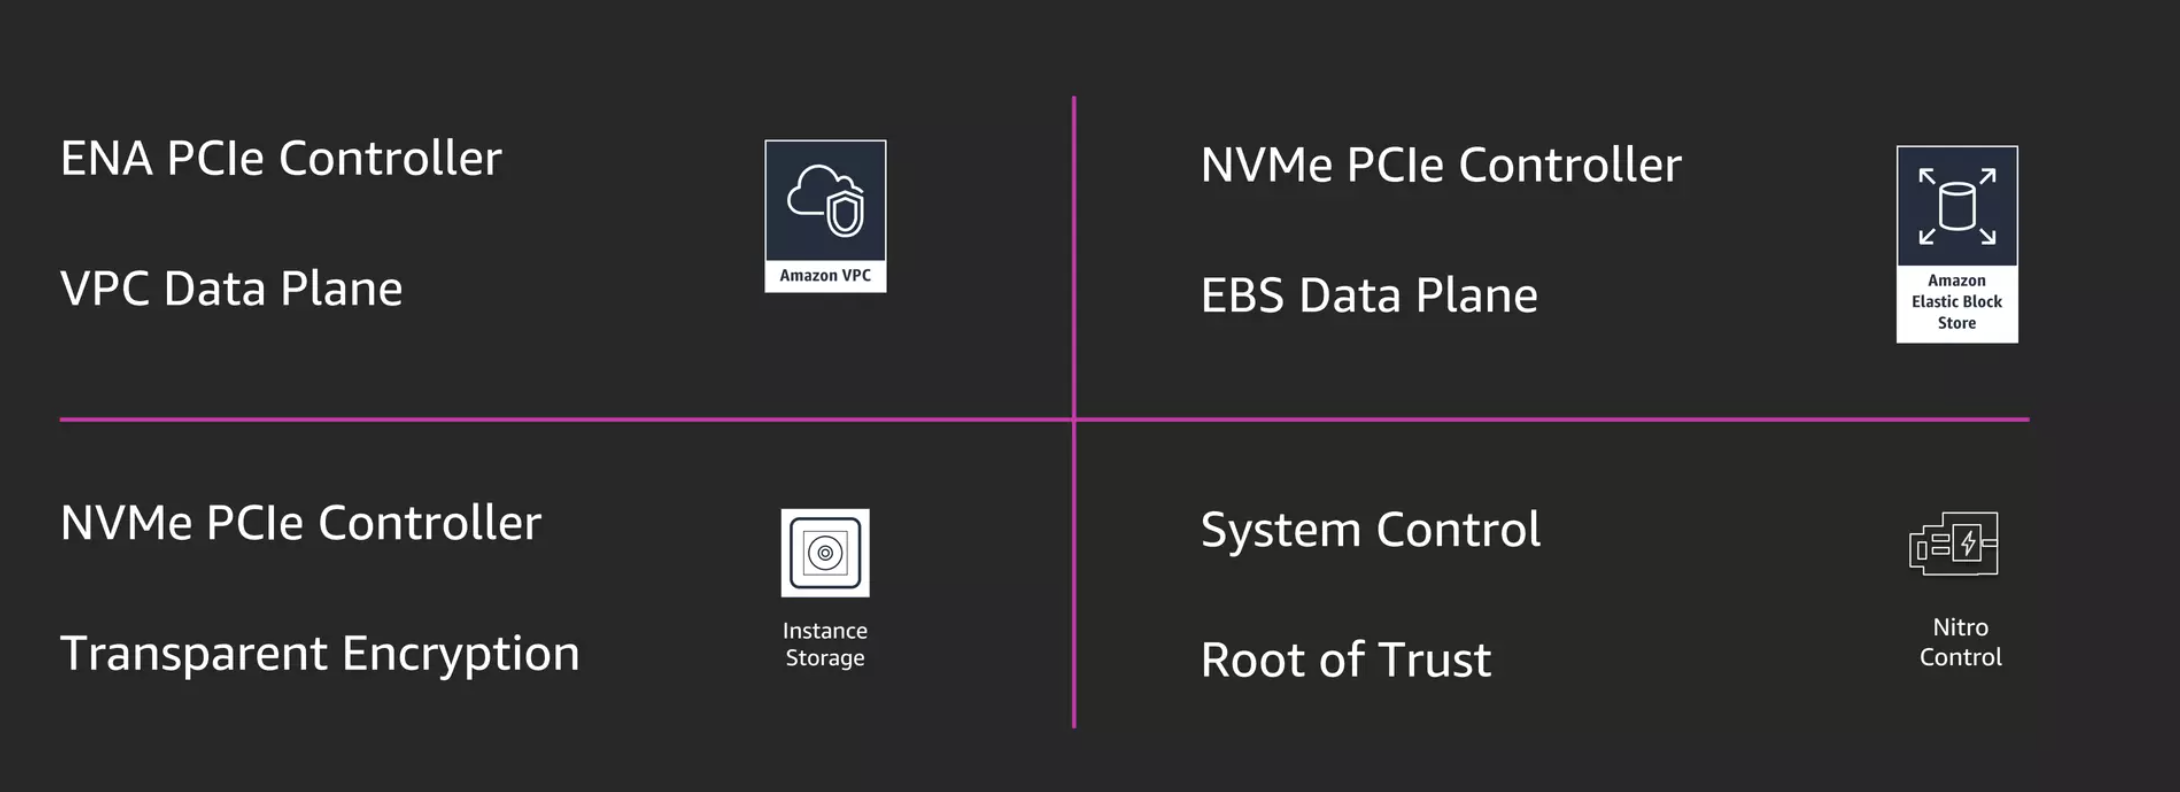 ENA PCIe Controller
VPC Data Plane
Amazon VPC
NVMe PCIe Controller
EBS Data Plane
Amazon
Elastic Block
Store
NVMe PCIe Controller
Transparent Encryption
Instance
Storage
System Control
Root of Trust
Nitro
Control